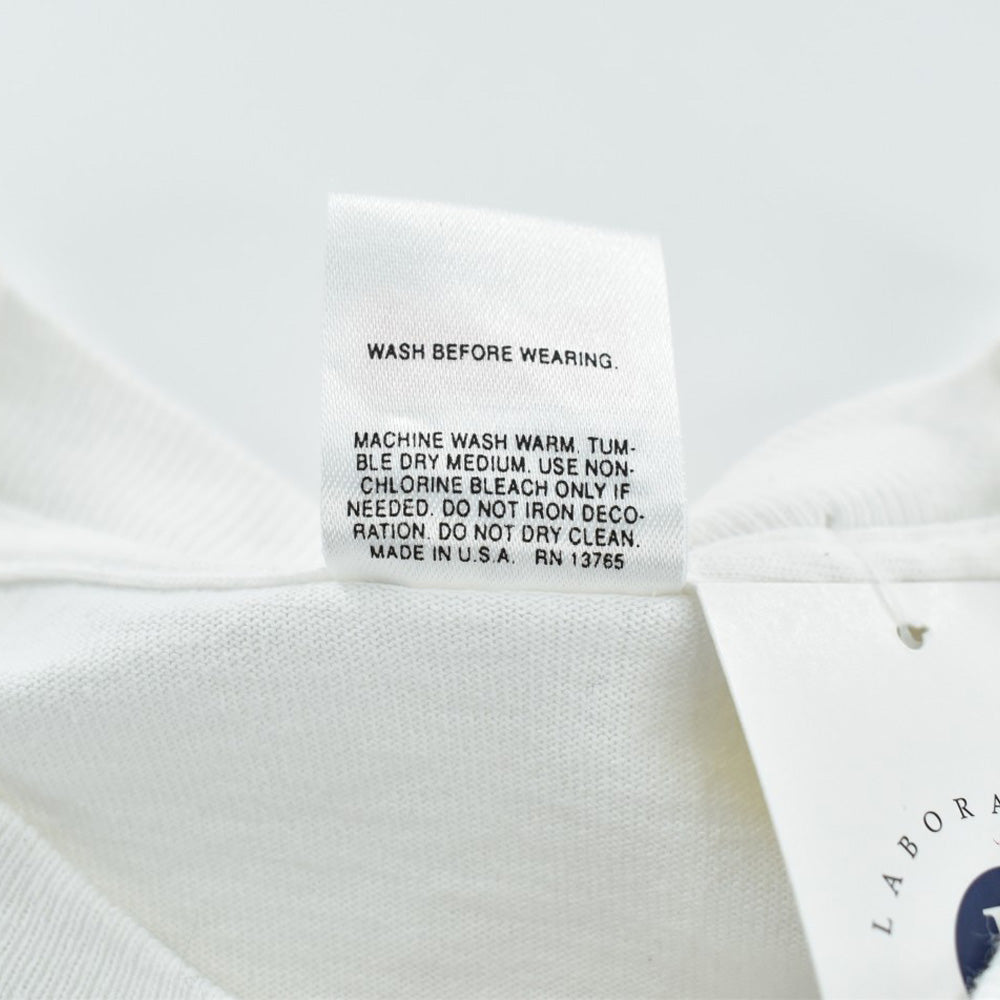 WASH BEFORE WEARING.
MACHINE WASH WARM. TUM-
BLE DRY MEDIUM. USE NON-
CHLORINE BLEACH ONLY IF
NEEDED. DO NOT IRON DECO-
RATION. DO NOT DRY CLEAN.
MADE IN U.S.A. RN 13765
LABORA